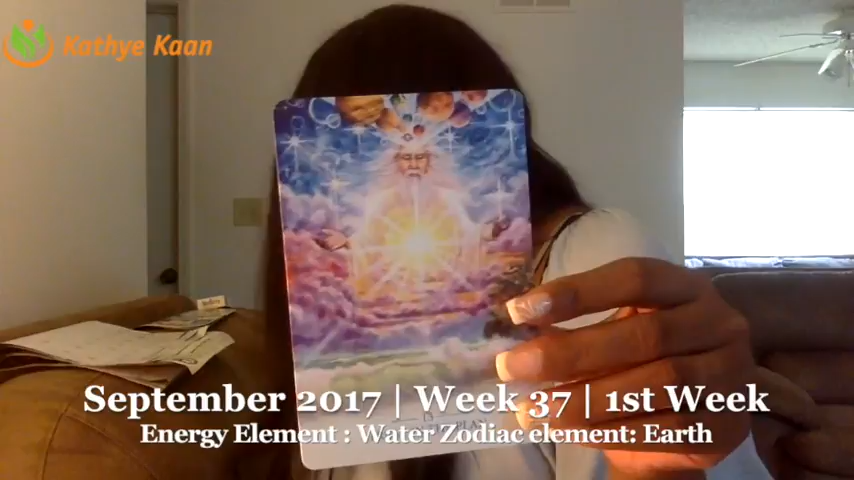 Kathye Kaan
September 2017 | Week 37 | 1st Week
Energy Element : Water Zodiac element: Earth